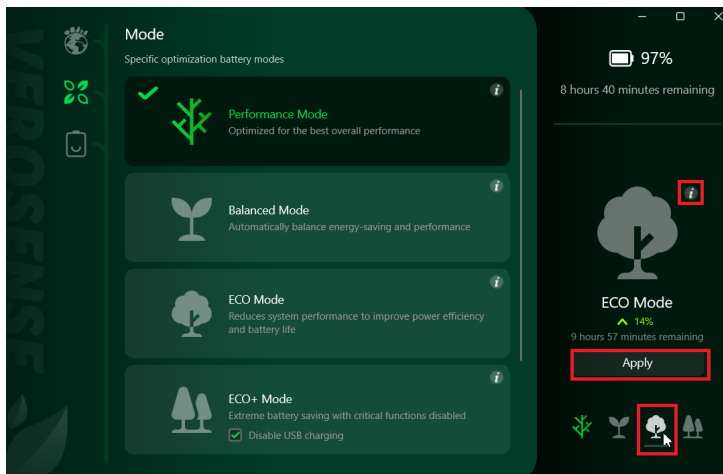 VEROSENSE
Mode
Specific optimization battery modes
Performance Mode
Optimized for the best overall performance
Balanced Mode
Automatically balance energy-saving and performance
ECO Mode
Reduces system performance to improve power efficiency
and battery life
ECO+ Mode
Extreme battery saving with critical functions disabled
Disable USB charging
97%
8 hours 40 minutes remaining
ECO Mode
14%
9 hours 57 minutes remaining
Apply